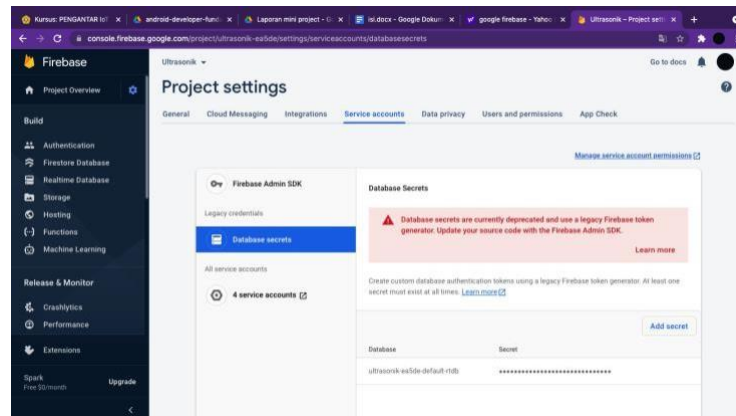 Kursus: PENGANTAR IoT
android-developer-fund
Laporan mini project - G
isi.docx - Google Dokum
google firebase - Yahoo
Ultrasonik – Project sett
console.firebase.google.com/project/ultrasonik-ea5de/settings/serviceaccounts/databasesecrets
Firebase
Ultrasonik
Go to docs
Project Overview
Project settings
General Cloud Messaging Integrations Service accounts Data privacy Users and permissions App Check
Build
Manage service account permissions
Authentication
Firestore Database
Realtime Database
Storage
Hosting
Functions
Machine Learning
Release & Monitor
Crashlytics
Performance
Extensions
Spark
Free $0/month
Upgrade
Firebase Admin SDK
Legacy credentials
Database secrets
All service accounts
4 service accounts
Database Secrets
Database secrets are currently deprecated and use a legacy Firebase token
generator. Update your source code with the Firebase Admin SDK.
Learn more
Create custom database authentication tokens using a legacy Firebase token generator. At least one
secret must exist at all times. Learn more
Add secret
Database Secret
ultrasonik-ea5de-default-rtdb ••••••••••••••••••••••••••••••••